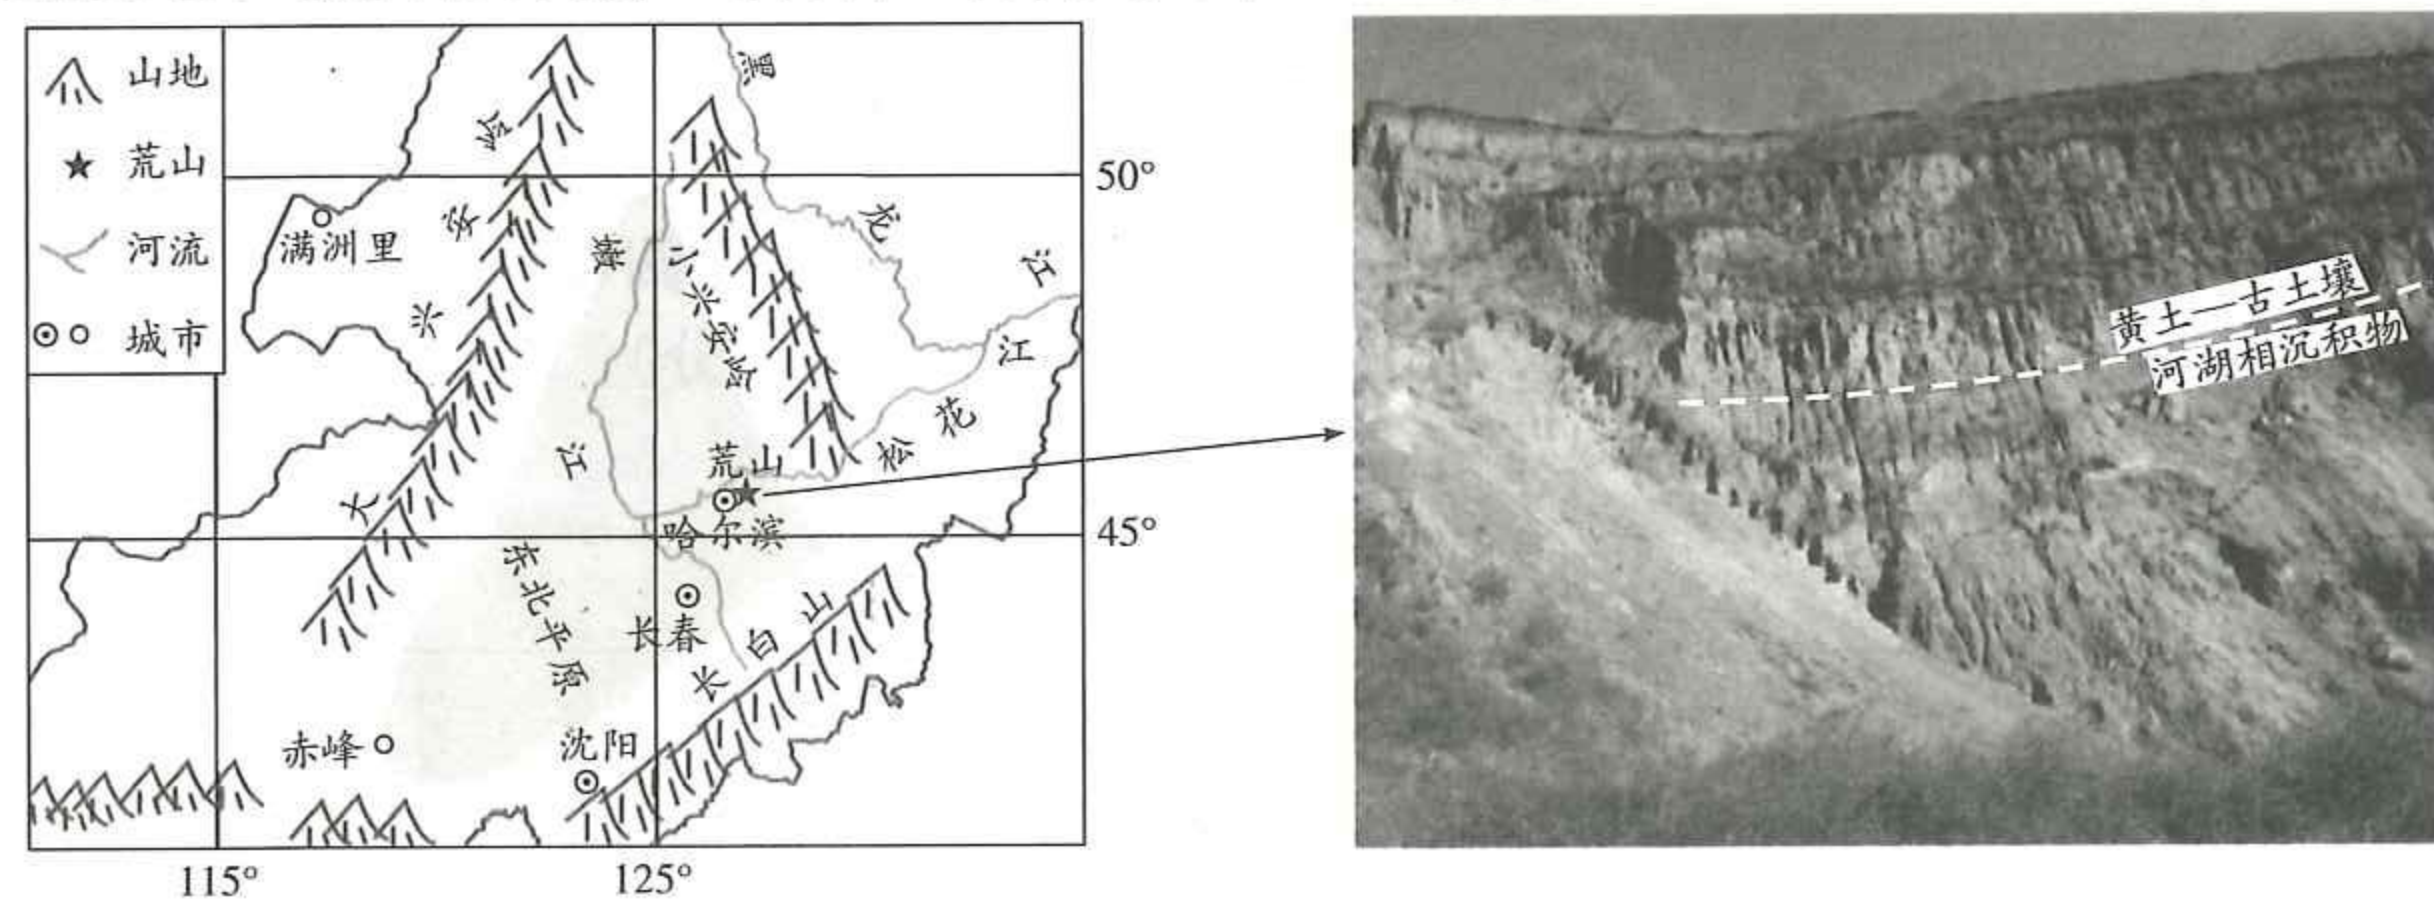 山地
荒山
河流
城市
大兴安岭
小兴安岭
长白山
东北平原
黑龙江
嫩江
松花江
满洲里
荒山
哈尔滨
长春
沈阳
赤峰
50°
45°
115°
125°
黄土—古土壤
河湖相沉积物